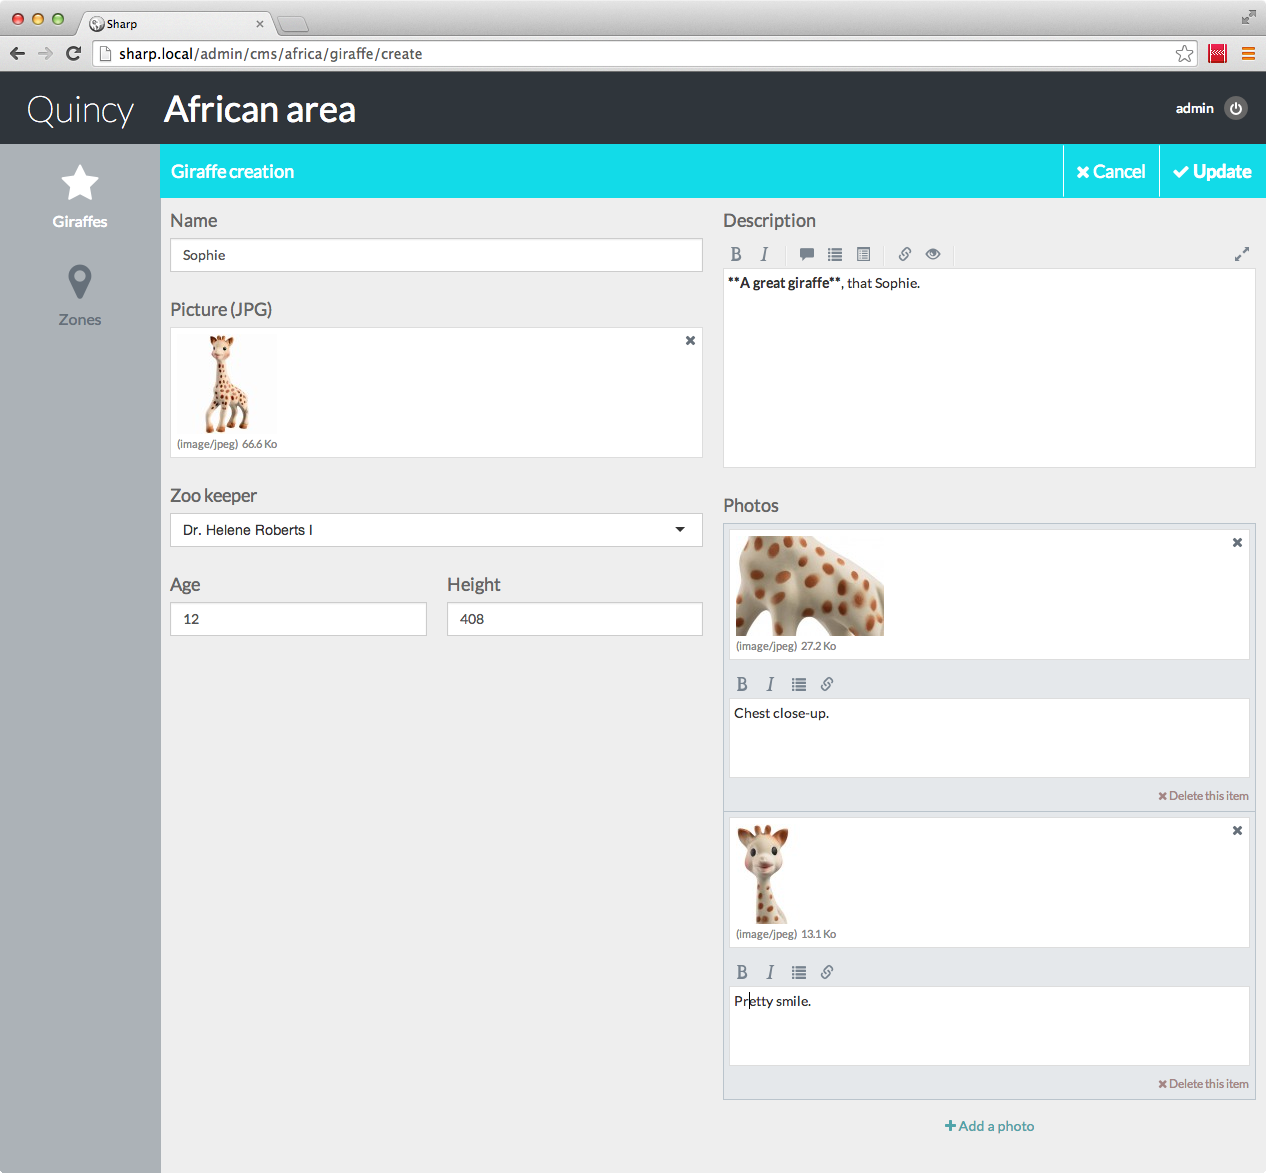 Sharp
sharp.local/admin/cms/africa/giraffe/create
Quincy
African area
admin
Giraffes
Zones
Giraffe creation
Cancel
Update
Name
Sophie
Picture (JPG)
(image/jpeg) 66.6 Ko
Zoo keeper
Dr. Helene Roberts I
Age
12
Height
408
Description
B I
**A great giraffe**, that Sophie.
Photos
(image/jpeg) 27.2 Ko
B I
Chest close-up.
Delete this item
(image/jpeg) 13.1 Ko
B I
Pretty smile.
Delete this item
Add a photo